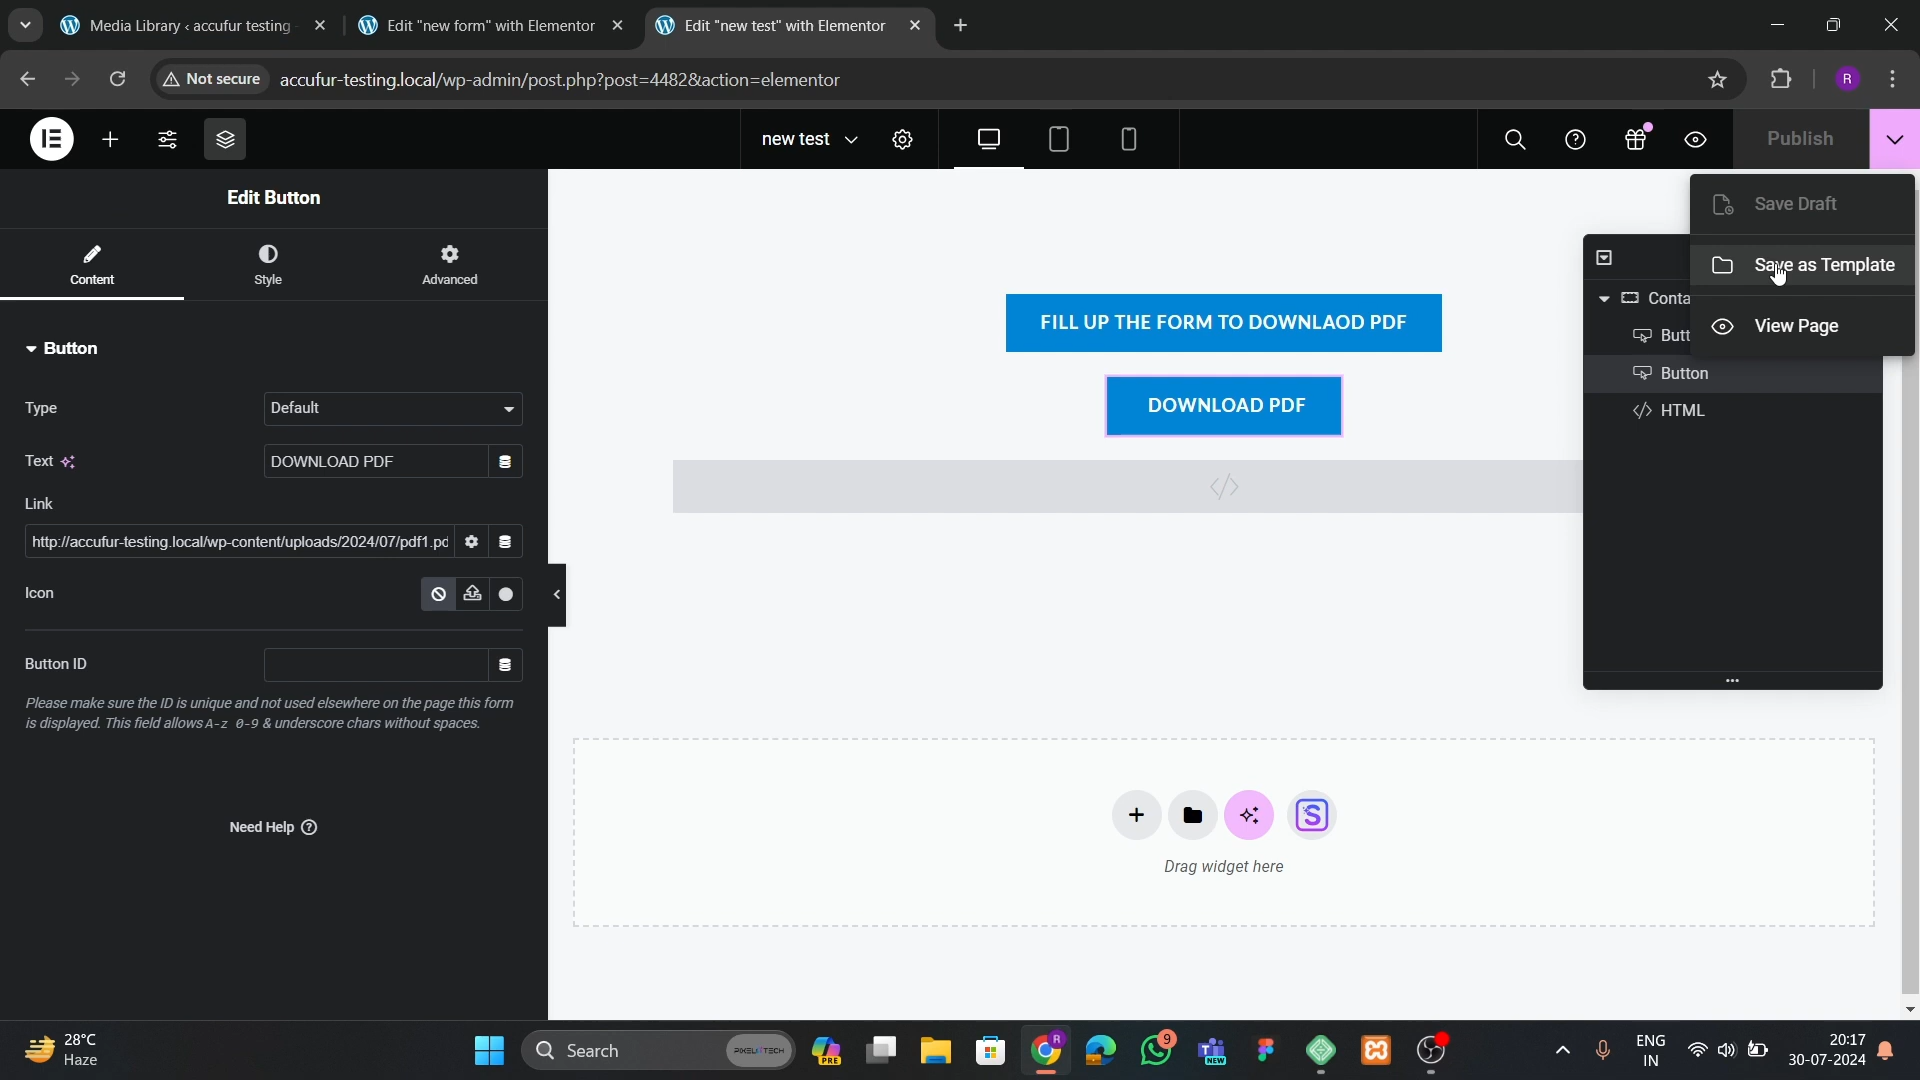 Media Library ‹ accufur testing
Edit "new form" with Elementor
Edit "new test" with Elementor
Not secure
accufur-testing.local/wp-admin/post.php?post=4482&action=elementor
R
new test
Publish
Edit Button
Content
Style
Advanced
Button
Type
Default
Text
DOWNLOAD PDF
Link
http://accufur-testing.local/wp-content/uploads/2024/07/pdf1.pd
Icon
Button ID
Please make sure the ID is unique and not used elsewhere on the page this form
is displayed. This field allows A-z 0-9 & underscore chars without spaces.
Need Help
FILL UP THE FORM TO DOWNLAOD PDF
DOWNLOAD PDF
Drag widget here
Save Draft
Save as Template
View Page
Conta
Butt
Button
HTML
28°C
Haze
Search
PIXELIITECH
PRE
R
9
NEW
ENG
IN
20:17
30-07-2024